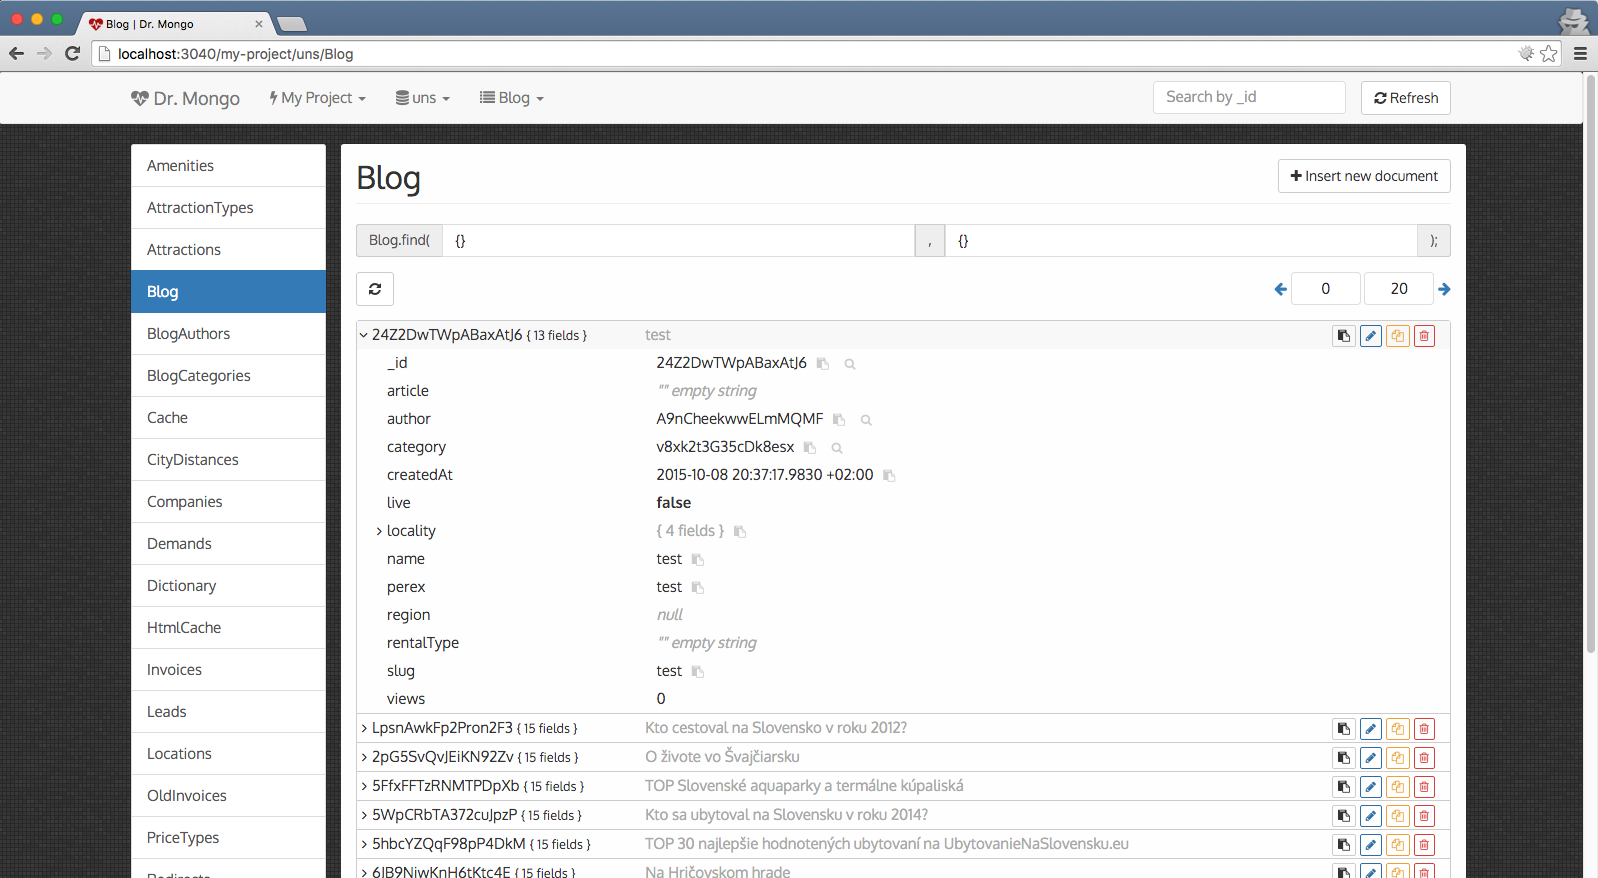 Blog | Dr. Mongo
localhost:3040/my-project/uns/Blog
Dr. Mongo My Project uns Blog Search by _id Refresh
Amenities
AttractionTypes
Attractions
Blog
BlogAuthors
BlogCategories
Cache
CityDistances
Companies
Demands
Dictionary
HtmlCache
Invoices
Leads
Locations
OldInvoices
PriceTypes
Redirects
Blog
Insert new document
Blog.find( {} , {} );
0 20
24Z2DwTWpABaxAtJ6 { 13 fields } test
_id 24Z2DwTWpABaxAtJ6
article "" empty string
author A9nCheekwwELmMQMF
category v8xk2t3G35cDk8esx
createdAt 2015-10-08 20:37:17.9830 +02:00
live false
locality { 4 fields }
name test
perex test
region null
rentalType "" empty string
slug test
views 0
LpsnAwkFp2Pron2F3 { 15 fields } Kto cestoval na Slovensko v roku 2012?
2pG5SvQvJEiKN92Zv { 15 fields } O živote vo Švajčiarsku
5FfxFFTzRNMTPDpXb { 15 fields } TOP Slovenské aquaparky a termálne kúpaliská
5WpCRbTA372cuJpzP { 15 fields } Kto sa ubytoval na Slovensku v roku 2014?
5hbcYZQqF98pP4DkM { 15 fields } TOP 30 najlepšie hodnotených ubytovaní na UbytovanieNaSlovensku.eu
6JB9NjwKnH6tKtc4E { 15 fields } Na Hričovskom hrade